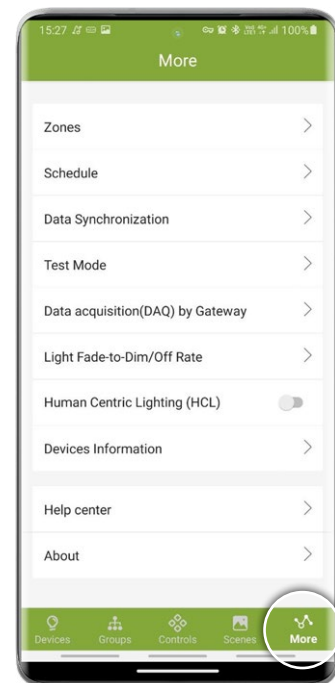 15:27 100%
More
Zones
Schedule
Data Synchronization
Test Mode
Data acquisition(DAQ) by Gateway
Light Fade-to-Dim/Off Rate
Human Centric Lighting (HCL)
Devices Information
Help center
About
Devices Groups Controls Scenes More